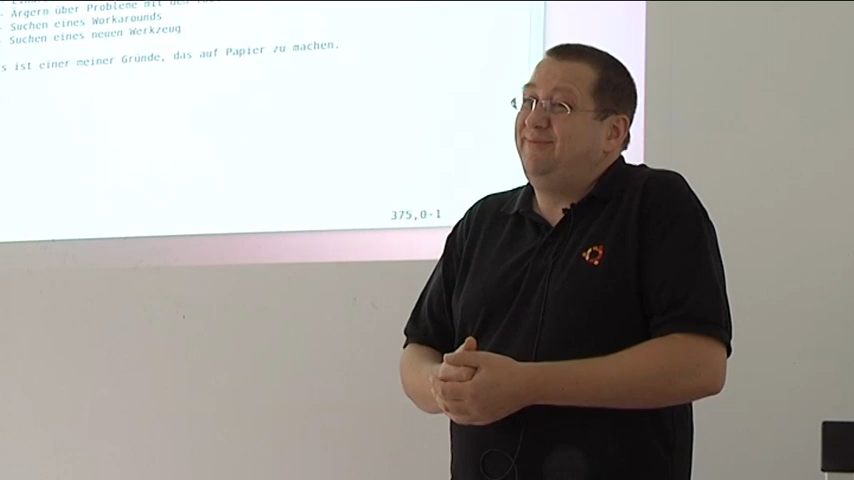 - Ärgern über Probleme mit dem
- Suchen eines Workarounds
- Suchen eines neuen Werkzeug
s ist einer meiner Gründe, das auf Papier zu machen.
375,0-1